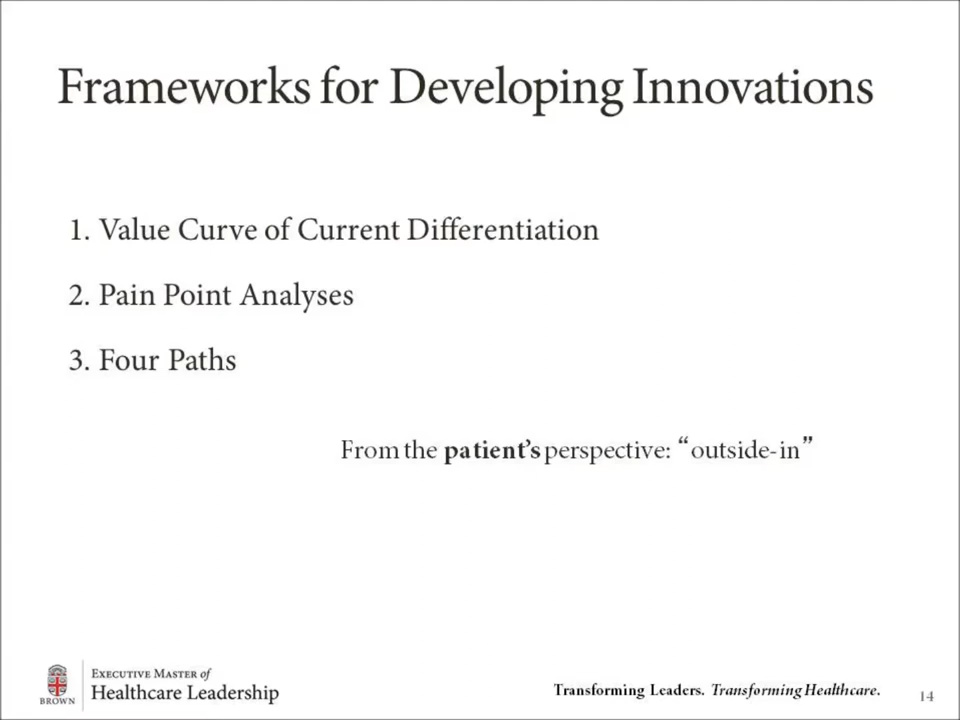 Frameworks for Developing Innovations
1. Value Curve of Current Differentiation
2. Pain Point Analyses
3. Four Paths
From the patient’s perspective: “outside-in”
BROWN
Executive Master of
Healthcare Leadership
Transforming Leaders. Transforming Healthcare.
14